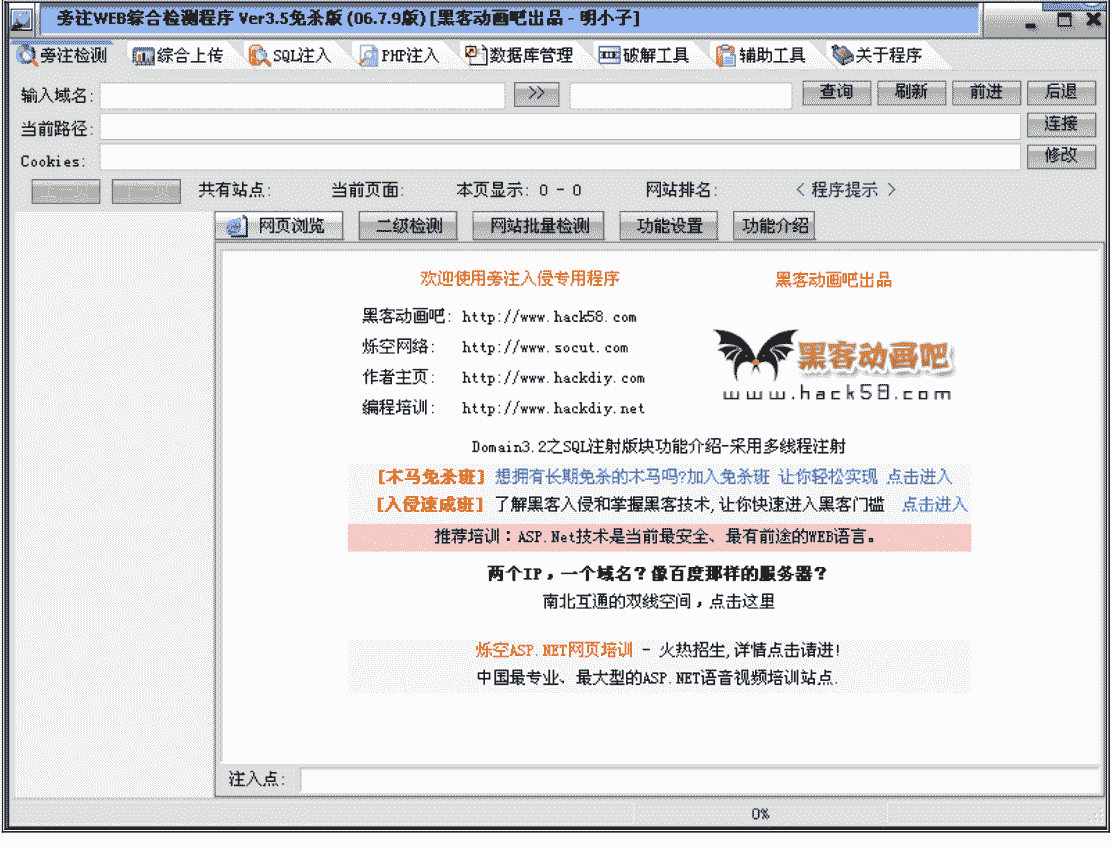 旁注WEB综合检测程序 Ver3.5免杀版 (06.7.9版) [黑客动画吧出品 - 明小子]
旁注检测 综合上传 SQL注入 PHP注入 数据库管理 破解工具 辅助工具 关于程序
输入域名: >> 查询 刷新 前进 后退
当前路径: 连接
Cookies: 修改
共有站点: 当前页面: 本页显示: 0 - 0 网站排名: < 程序提示 >
网页浏览 二级检测 网站批量检测 功能设置 功能介绍
欢迎使用旁注入侵专用程序 黑客动画吧出品
黑客动画吧: http://www.hack58.com
烁空网络: http://www.socut.com
作者主页: http://www.hackdiy.com
编程培训: http://www.hackdiy.net
黑客动画吧
www.hack58.com
Domain3.2之SQL注射版块功能介绍-采用多线程注射
[木马免杀班] 想拥有长期免杀的木马吗?加入免杀班 让你轻松实现 点击进入
[入侵速成班] 了解黑客入侵和掌握黑客技术,让你快速进入黑客门槛 点击进入
推荐培训：ASP.Net技术是当前最安全、最有前途的WEB语言。
两个IP，一个域名？像百度那样的服务器？
南北互通的双线空间，点击这里
烁空ASP.NET网页培训 - 火热招生,详情点击请进!
中国最专业、最大型的ASP.NET语音视频培训站点.
注入点:
0%